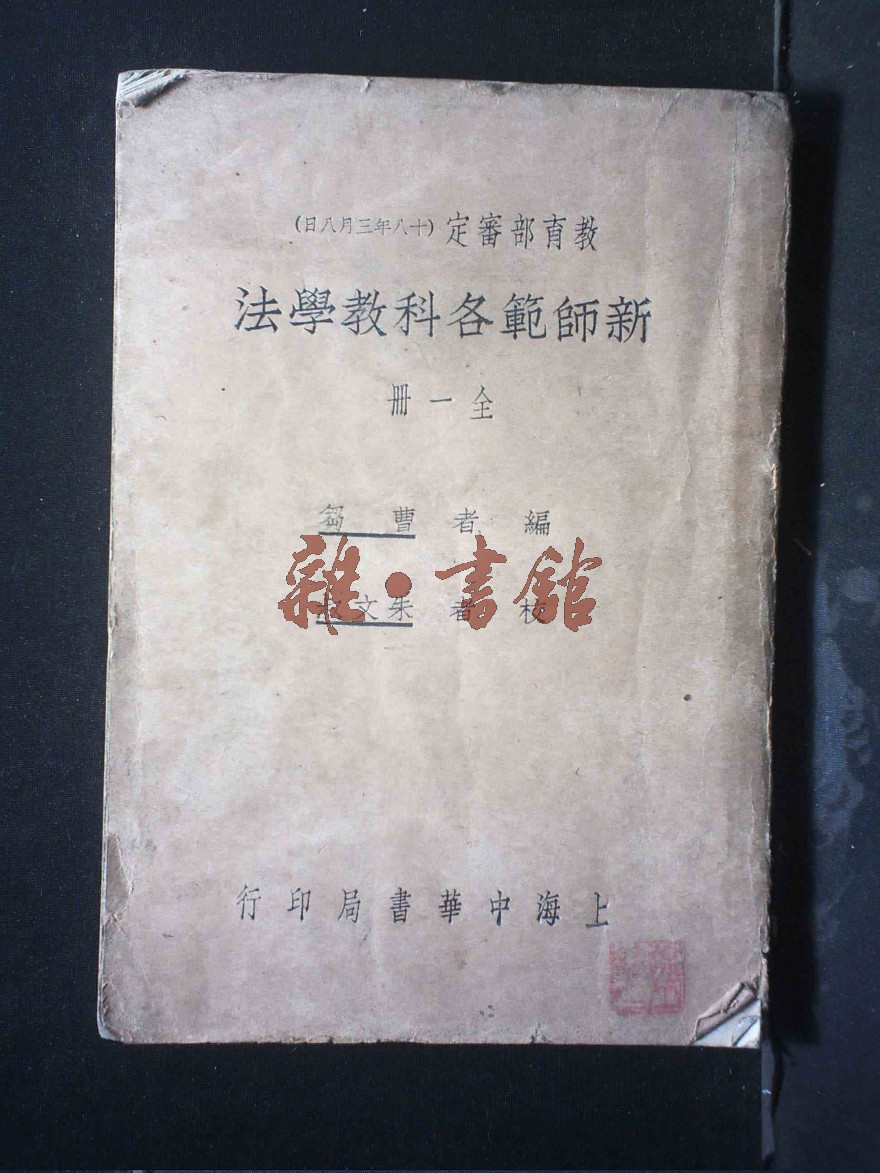 教育部審定(十八年三月八日)
新師範各科教學法
全一冊
編者 曹芻
雜·書館
校者 朱文
上海中華書局印行